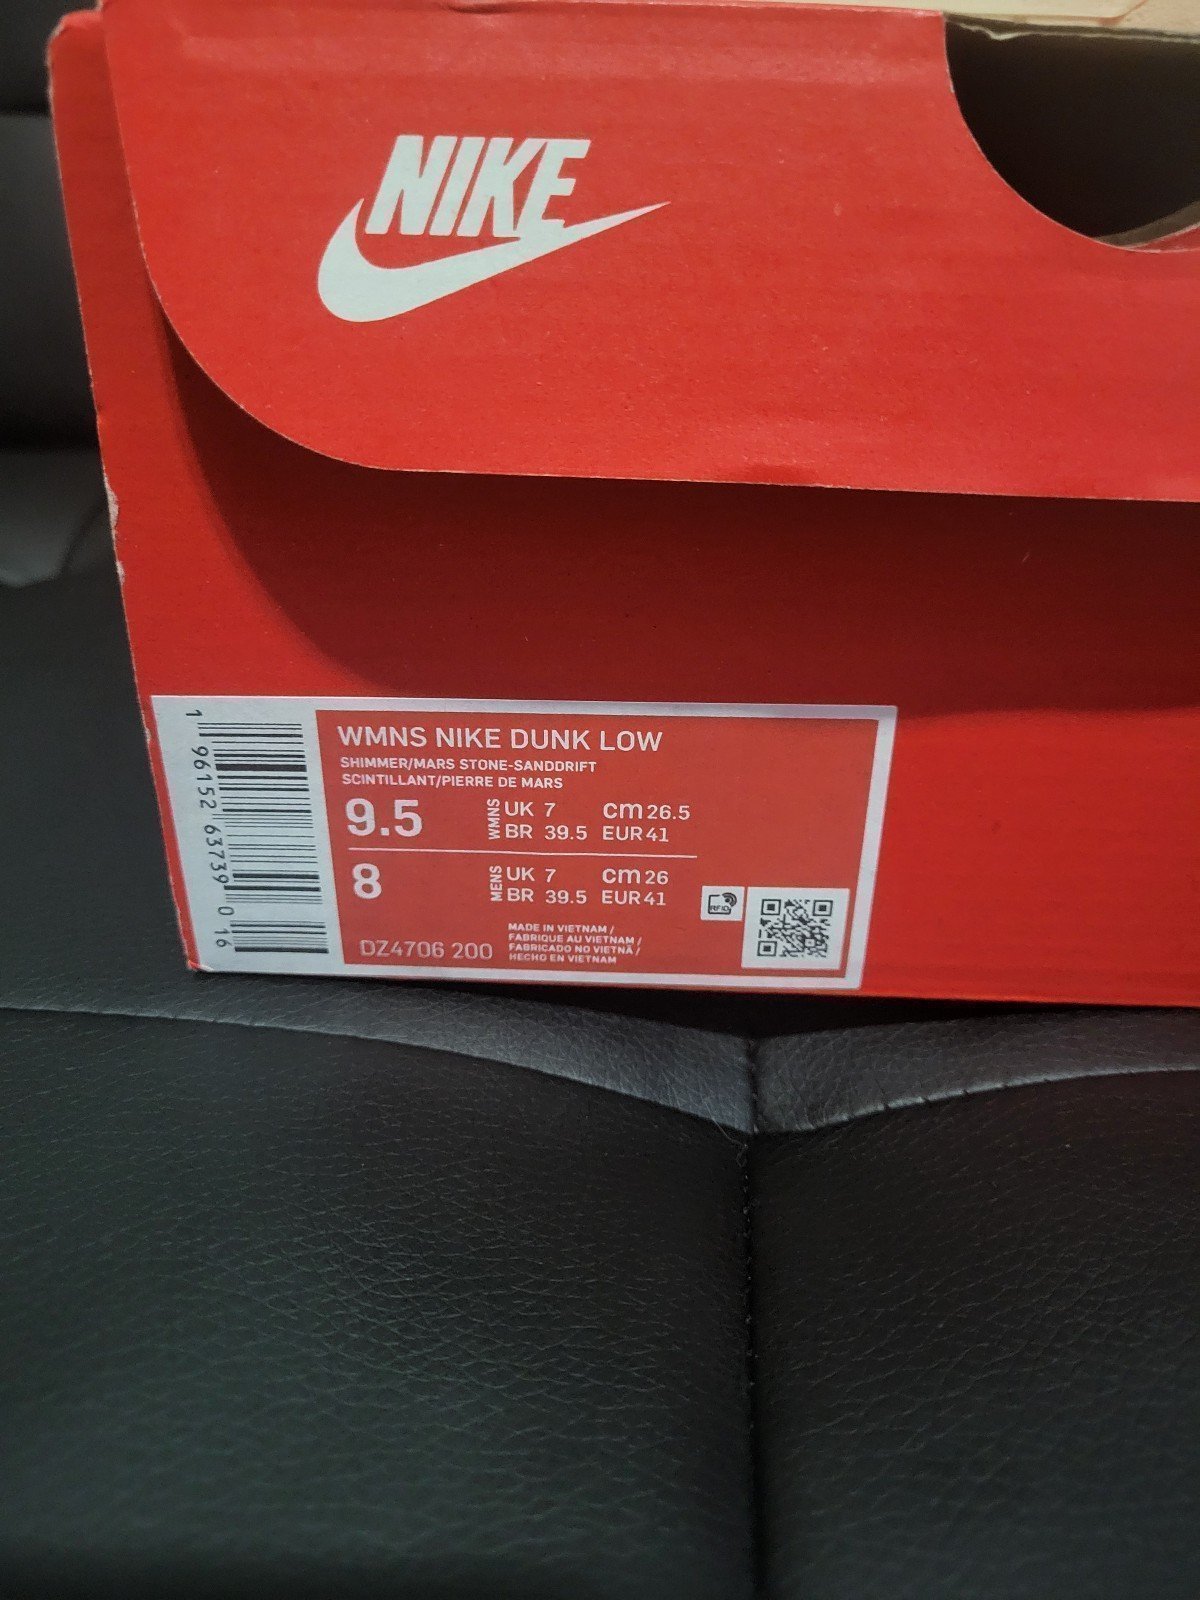 NIKE
WMNS NIKE DUNK LOW
SHIMMER/MARS STONE-SANDDRIFT
SCINTILLANT/PIERRE DE MARS
9.5 WMNS UK 7 cm 26.5
BR 39.5 EUR 41
8 MENS UK 7 cm 26
BR 39.5 EUR 41
RFID
DZ4706 200
MADE IN VIETNAM /
FABRIQUE AU VIETNAM /
FABRICADO NO VIETNÃ /
HECHO EN VIETNAM
1 96152 63739 0 16